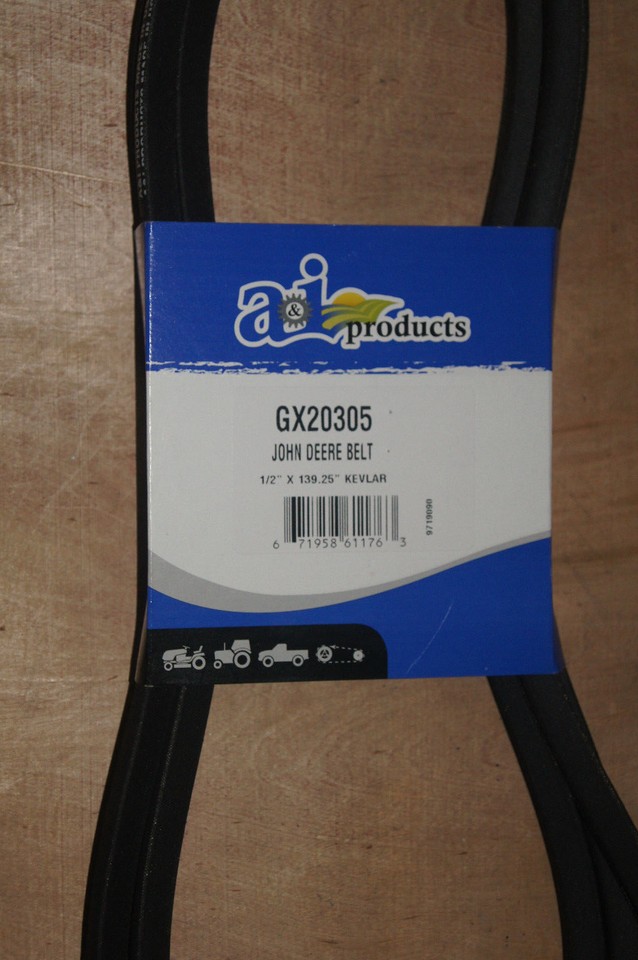 a&i products
GX20305
JOHN DEERE BELT
1/2" X 139.25" KEVLAR
6 71958 61176 3
9719090